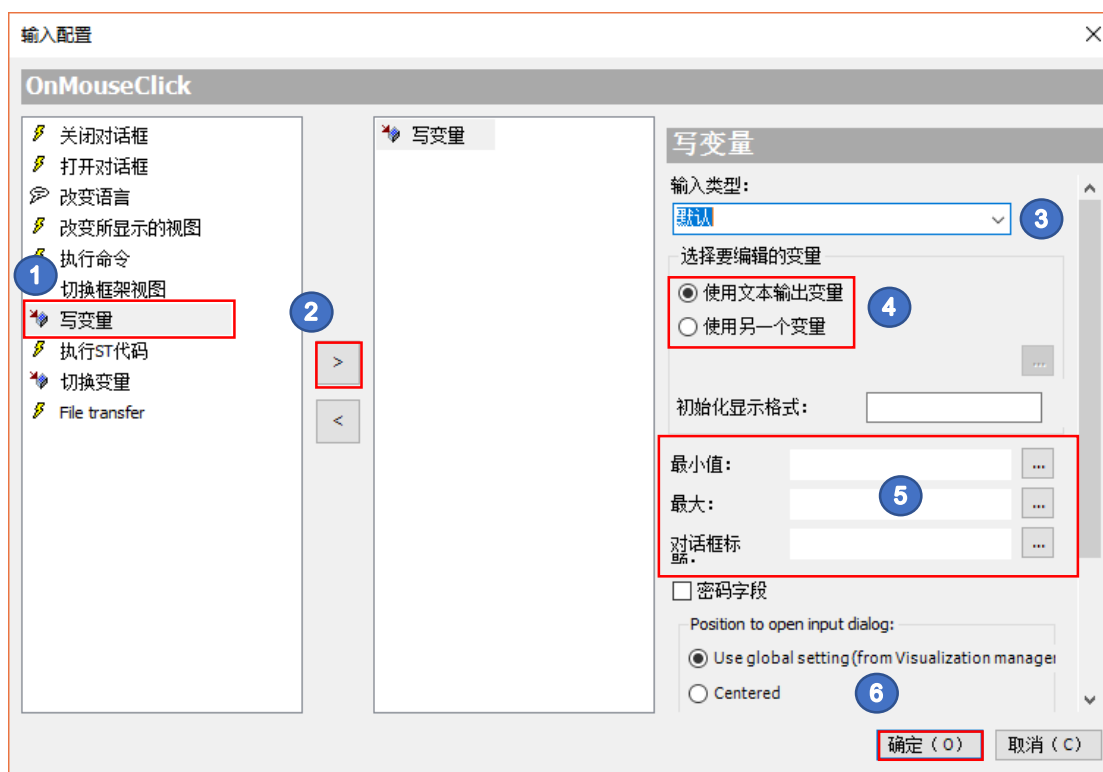 输入配置
OnMouseClick
关闭对话框
打开对话框
改变语言
改变所显示的视图
执行命令
1
切换框架视图
写变量
执行ST代码
切换变量
File transfer
2
>
<
写变量
写变量
输入类型:
默认
3
选择要编辑的变量
使用文本输出变量
使用另一个变量
4
...
初始化显示格式:
最小值:
...
最大:
...
5
对话框标
题:
...
密码字段
Position to open input dialog:
Use global setting(from Visualization manager
Centered
6
确定(O)
取消(C)